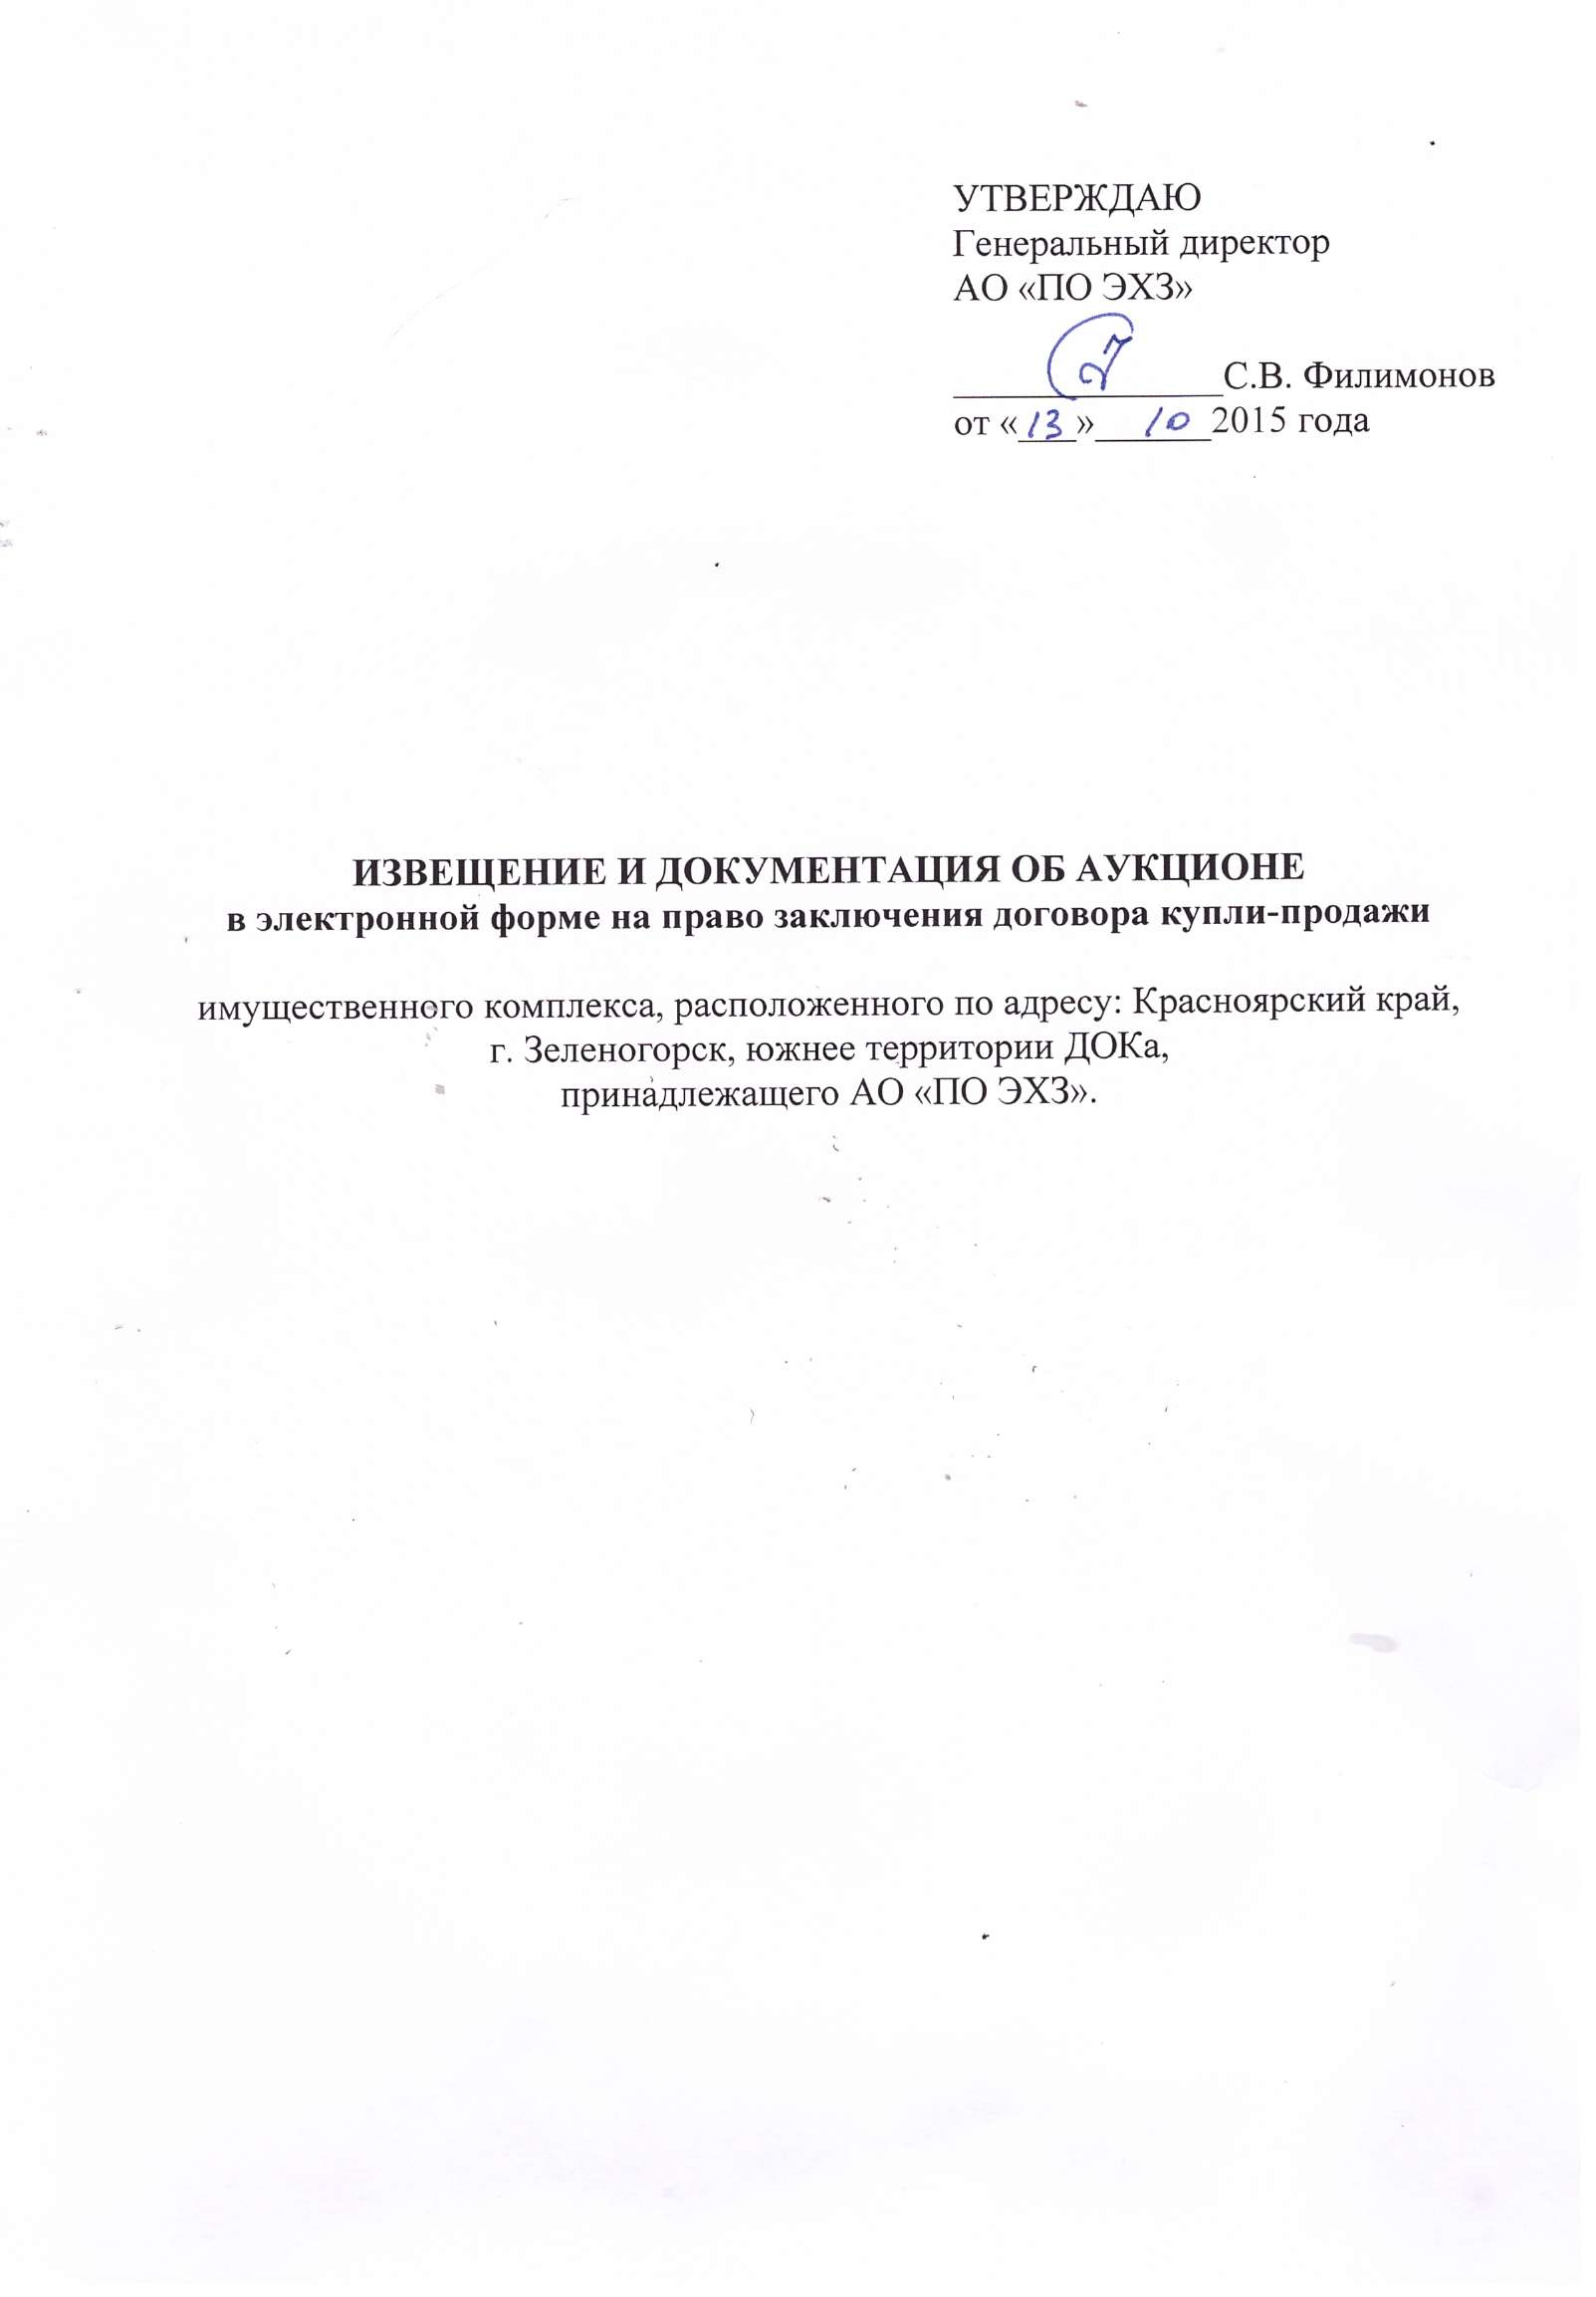 УТВЕРЖДАЮ
Генеральный директор
АО «ПО ЭХЗ»
С.В. Филимонов
от «13» 10 2015 года
ИЗВЕЩЕНИЕ И ДОКУМЕНТАЦИЯ ОБ АУКЦИОНЕ
в электронной форме на право заключения договора купли-продажи
имущественного комплекса, расположенного по адресу: Красноярский край,
г. Зеленогорск, южнее территории ДОКа,
принадлежащего АО «ПО ЭХЗ».